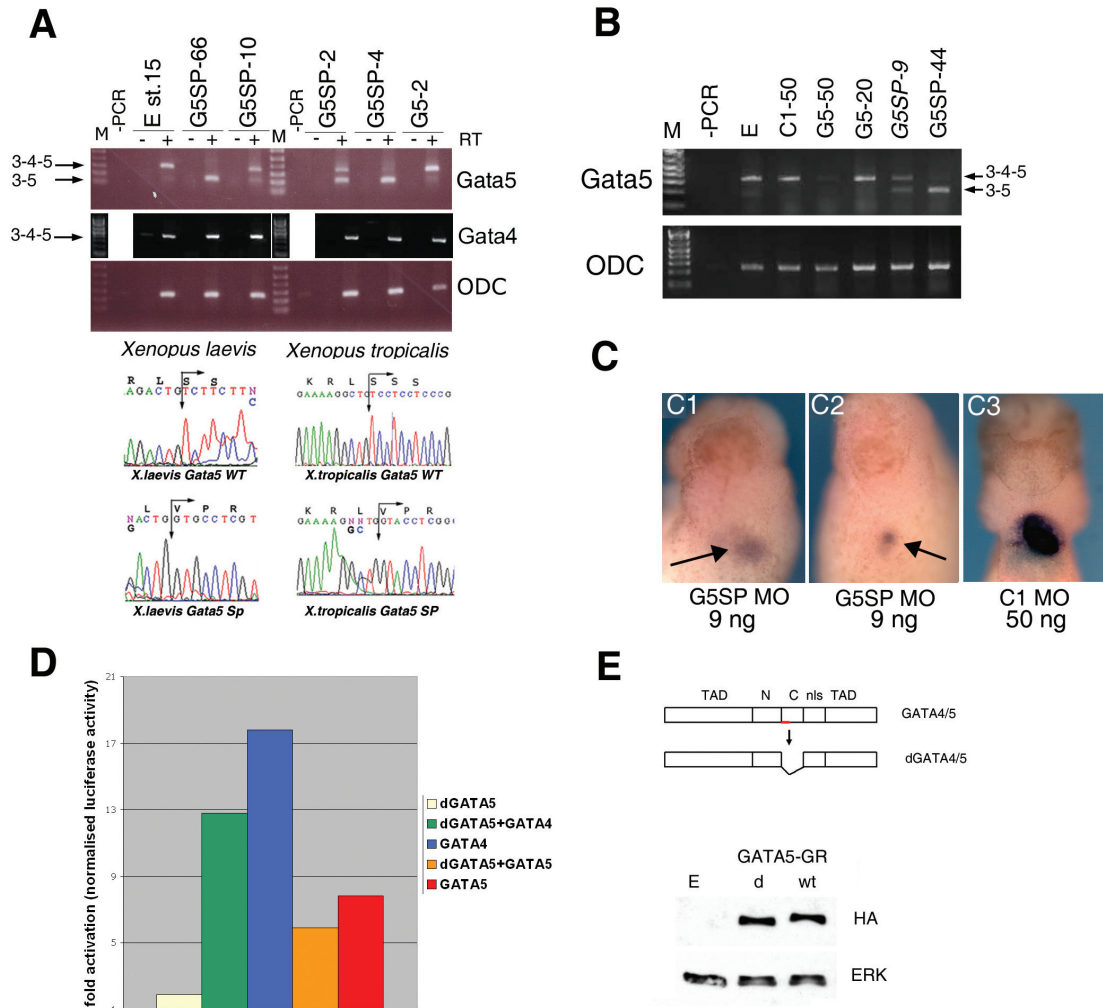 A
M
-PCR
E st.15
G5SP-66
G5SP-10
M
-PCR
G5SP-2
G5SP-4
G5-2
- + - + - + - + - + - + RT
3-4-5
3-5
Gata5
3-4-5
Gata4
ODC
Xenopus laevis
Xenopus tropicalis
R L S S
AGACTGTCTTCTTN
C
X.laevis Gata5 WT
K R L S S S
GAAAAGGCTCTCCTCCTCCCG
X.tropicalis Gata5 WT
L V P R
NACTGGTGCCTCGT
G
X.laevis Gata5 Sp
K R L V P R
GAAAAGNNTGGTACCTCGG
GC
X.tropicalis Gata5 SP
B
M
-PCR
E
C1-50
G5-50
G5-20
G5SP-9
G5SP-44
Gata5
3-4-5
3-5
ODC
C
C1
C2
C3
G5SP MO
9 ng
G5SP MO
9 ng
C1 MO
50 ng
D
fold activation (normalised luciferase activity)
21
17
13
9
5
dGATA5
dGATA5+GATA4
GATA4
dGATA5+GATA5
GATA5
E
TAD N C nls TAD
GATA4/5
dGATA4/5
GATA5-GR
E d wt
HA
ERK